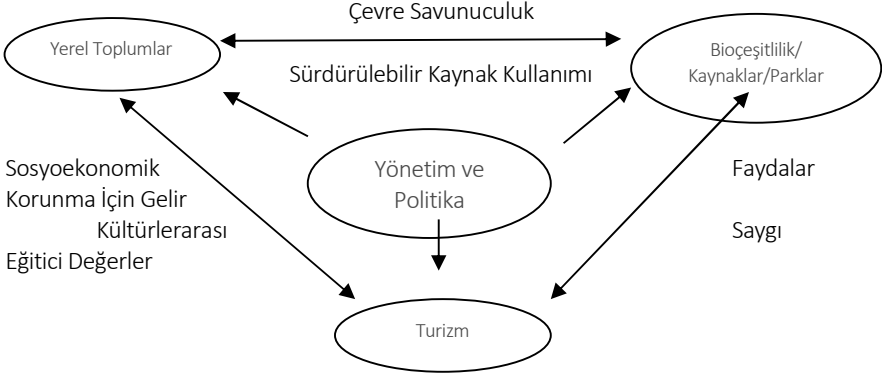 Çevre Savunuculuk
Yerel Toplumlar
Bioçeşitlilik/
Kaynaklar/Parklar
Sürdürülebilir Kaynak Kullanımı
Yönetim ve
Politika
Sosyoekonomik
Korunma İçin Gelir
Kültürlerarası
Eğitici Değerler
Faydalar
Saygı
Turizm